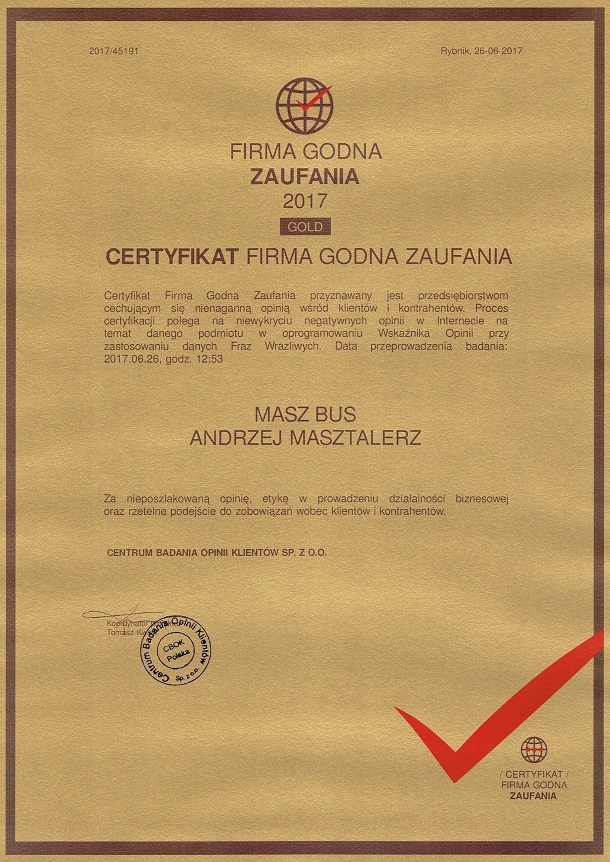 2017/45191
Rybnik, 26-06-2017
FIRMA GODNA
ZAUFANIA
2017
GOLD
CERTYFIKAT FIRMA GODNA ZAUFANIA
Certyfikat Firma Godna Zaufania przyznawany jest przedsiębiorstwom
cechującym się nienaganną opinią wśród klientów i kontrahentów. Proces
certyfikacji polega na niewykryciu negatywnych opinii w Internecie na
temat danego podmiotu w oprogramowaniu Wskaźnika Opinii przy
zastosowaniu danych Fraz Wrazliwych. Data przeprowadzenia badania:
2017.06.26, godz. 12:53
MASZ BUS
ANDRZEJ MASZTALERZ
Za nieposzlakowaną opinię, etykę w prowadzeniu działalności biznesowej
oraz rzetelne podejście do zobowiązań wobec klientów i kontrahentów.
CENTRUM BADANIA OPINII KLIENTÓW SP. Z O.O.
Koordynator
Tomasz
Centrum Badania Opinii Klientów
Sp. z o.o.
CBOK
Polska
/ CERTYFIKAT /
FIRMA GODNA
ZAUFANIA